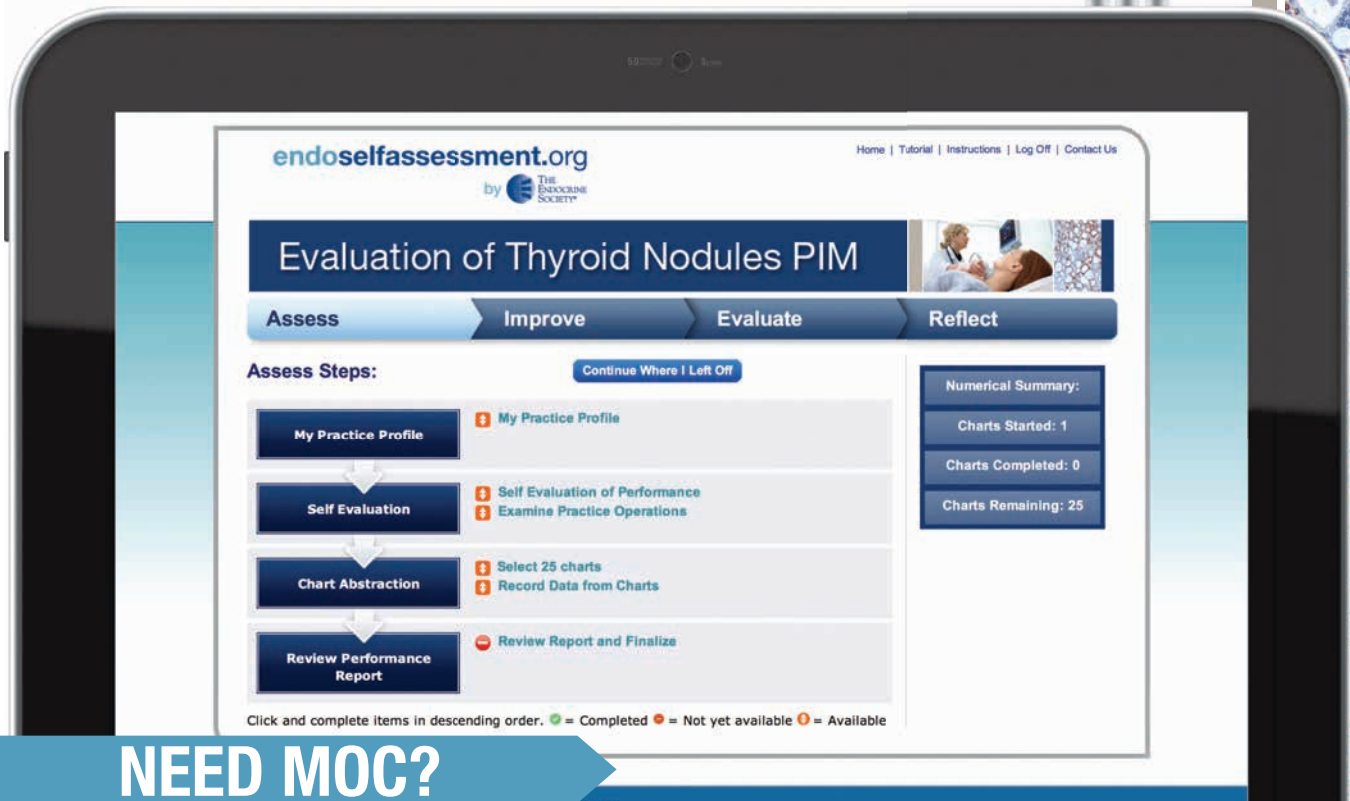 endoselfassessment.org
by THE ENDOCRINE SOCIETY®
Home | Tutorial | Instructions | Log Off | Contact Us
Evaluation of Thyroid Nodules PIM
Assess Improve Evaluate Reflect
Assess Steps:
Continue Where I Left Off
My Practice Profile
My Practice Profile
Self Evaluation
Self Evaluation of Performance
Examine Practice Operations
Chart Abstraction
Select 25 charts
Record Data from Charts
Review Performance
Report
Review Report and Finalize
Numerical Summary:
Charts Started: 1
Charts Completed: 0
Charts Remaining: 25
Click and complete items in descending order. = Completed = Not yet available = Available
NEED MOC?